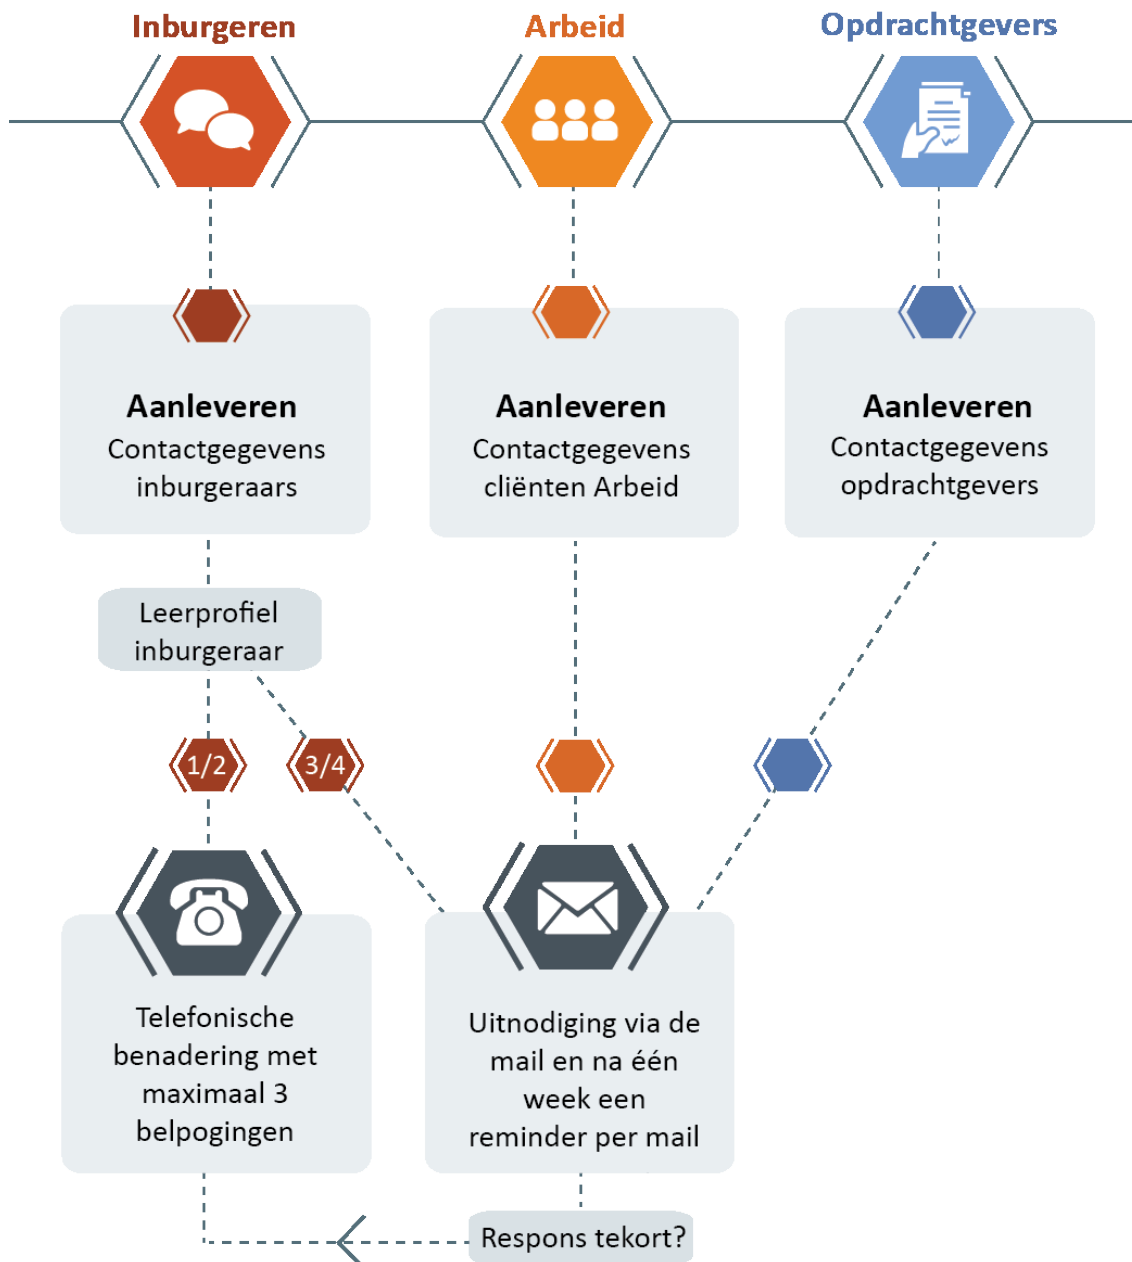 Inburgeren
Arbeid
Opdrachtgevers
Aanleveren
Contactgegevens
inburgeraars
Aanleveren
Contactgegevens
cliënten Arbeid
Aanleveren
Contactgegevens
opdrachtgevers
Leerprofiel
inburgeraar
1/2
3/4
Telefonische
benadering met
maximaal 3
belpogingen
Uitnodiging via de
mail en na één
week een
reminder per mail
Respons tekort?